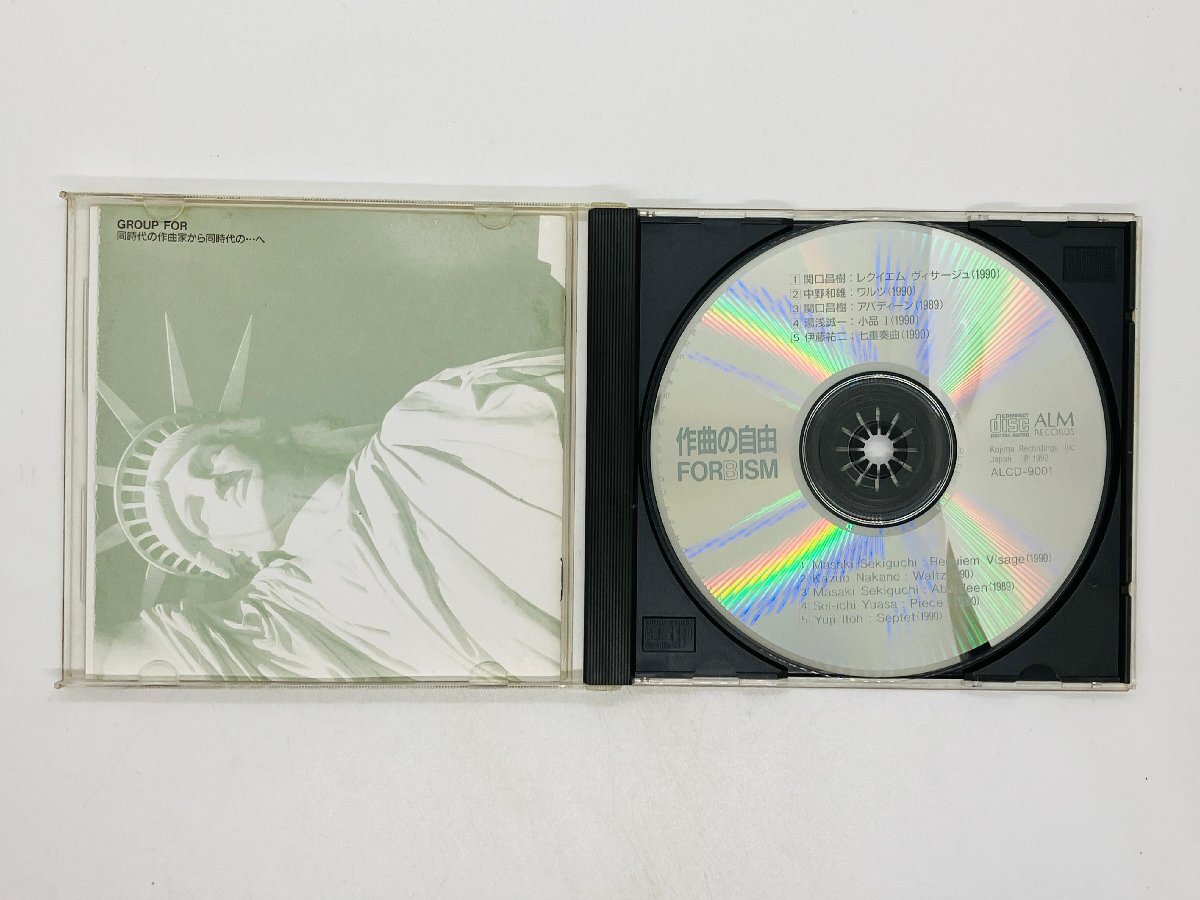 GROUP FOR
同時代の作曲家から同時代の…へ
1 関口昌樹：レクイエム ヴィサージュ(1990)
2 中野和雄：ワルツ(1990)
3 関口昌樹：アバディーン(1989)
4 湯浅誠一：小品 I(1990)
5 伊藤祐二：七重奏曲(1990)
作曲の自由
FORBISM
COMPACT
disc
DIGITAL AUDIO
ALM
RECORDS
Kojima Recordings Inc.
Japan P.1992
ALCD-9001
1 Masaki Sekiguchi : Requiem Visage(1990)
2 Kazuo Nakano : Waltz
3 Masaki Sekiguchi : Aberdeen(1989)
4 Sei-ichi Yuasa : Piece
5 Yuji Itoh : Septet(1990)